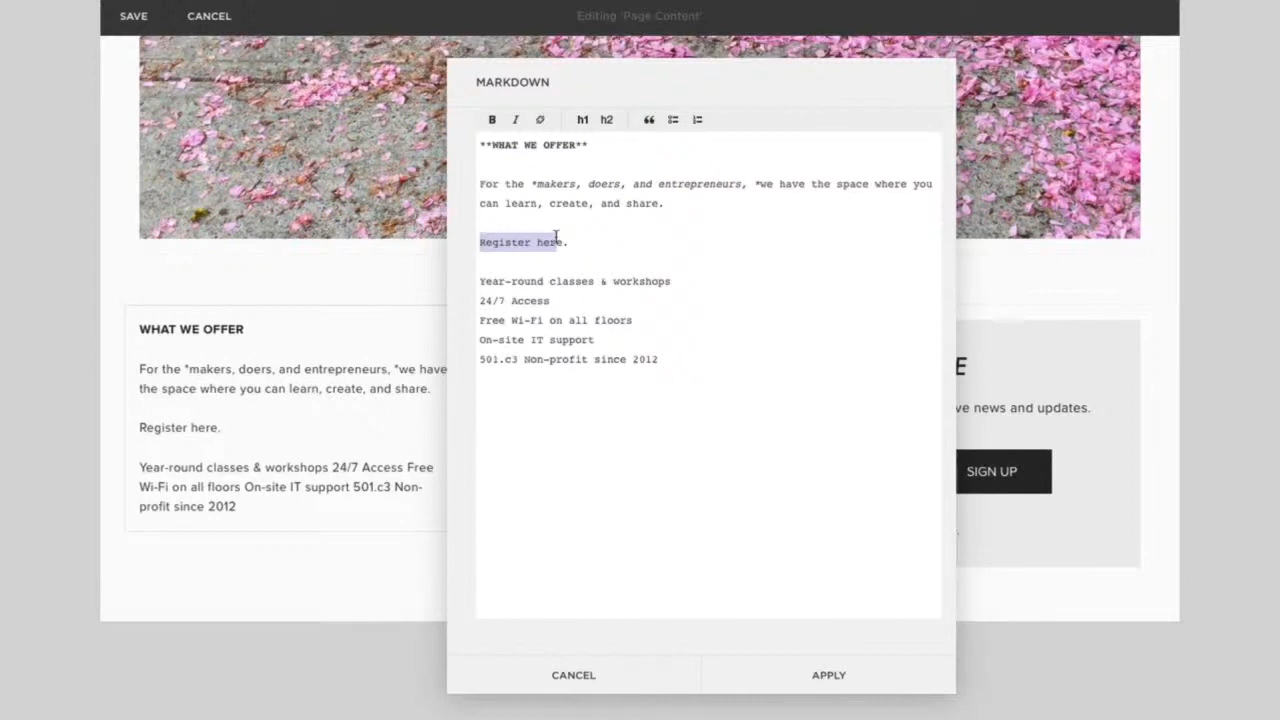 SAVE
CANCEL
Editing 'Page Content'
MARKDOWN
B I h1 h2
**WHAT WE OFFER**
For the *makers, doers, and entrepreneurs, *we have the space where you
can learn, create, and share.
Register here.
Year-round classes & workshops
24/7 Access
Free Wi-Fi on all floors
On-site IT support
501.c3 Non-profit since 2012
CANCEL
APPLY
WHAT WE OFFER
For the *makers, doers, and entrepreneurs, *we have
the space where you can learn, create, and share.
Register here.
Year-round classes & workshops 24/7 Access Free
Wi-Fi on all floors On-site IT support 501.c3 Non-
profit since 2012
E
ve news and updates.
SIGN UP